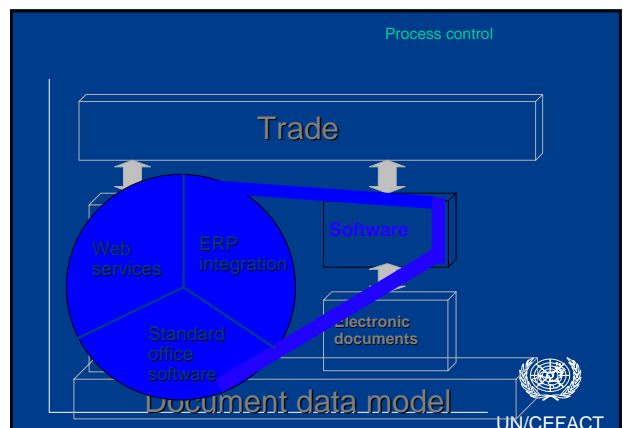 Process control
Trade
Software
Web
services
ERP
integration
Electronic
documents
Standard
office
software
Document data model
UN/CEFACT